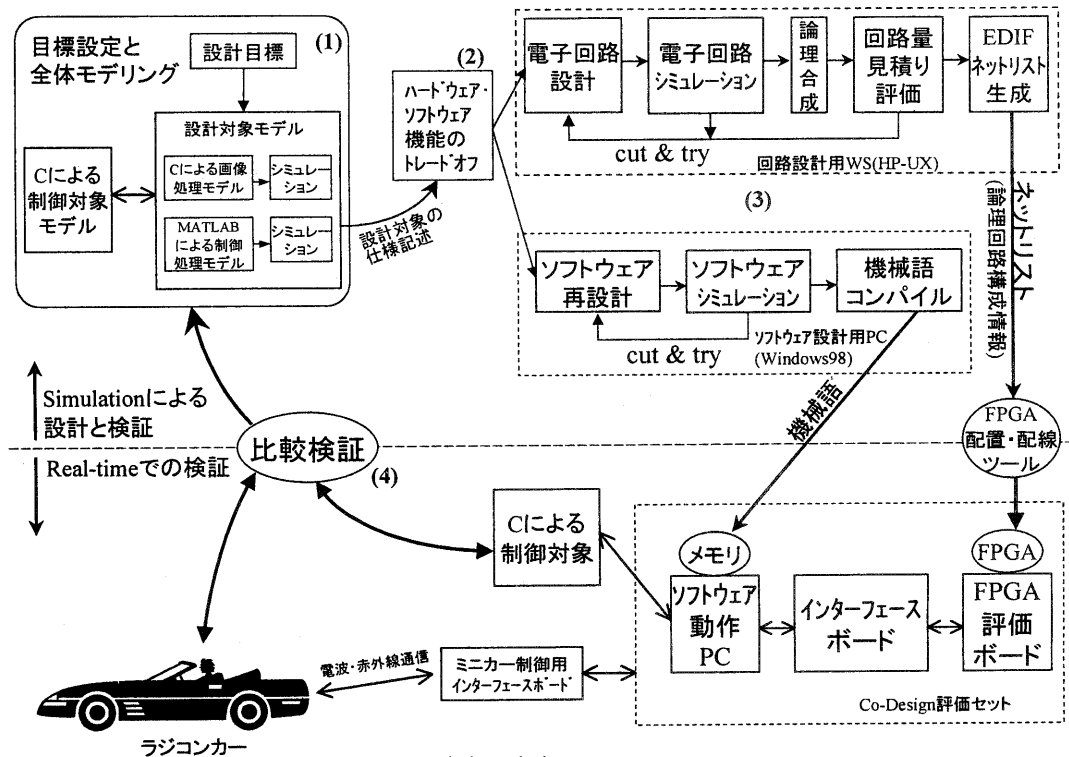 目標設定と
全体モデリング
(1)
設計目標
設計対象モデル
Cによる
制御対象
モデル
Cによる画像
処理モデル
シミュレー
ション
MATLAB
による制御
処理モデル
シミュレー
ション
(2)
ハードウェア・
ソフトウェア
機能の
トレードオフ
設計対象の
仕様記述
電子回路
設計
電子回路
シミュレーション
論理合成
回路量
見積り
評価
EDIF
ネットリスト
生成
cut & try
回路設計用WS(HP-UX)
(3)
ソフトウェア
再設計
ソフトウェア
シミュレーション
機械語
コンパイル
cut & try
ソフトウェア設計用PC
(Windows98)
ネットリスト
(論理回路構成情報)
機械語
Simulationによる
設計と検証
Real-timeでの検証
比較検証
(4)
FPGA
配置・配線
ツール
Cによる
制御対象
メモリ
ソフトウェア
動作
PC
インターフェース
ボード
FPGA
FPGA
評価
ボード
Co-Design評価セット
電波・赤外線通信
ミニカー制御用
インターフェースボード
ラジコンカー